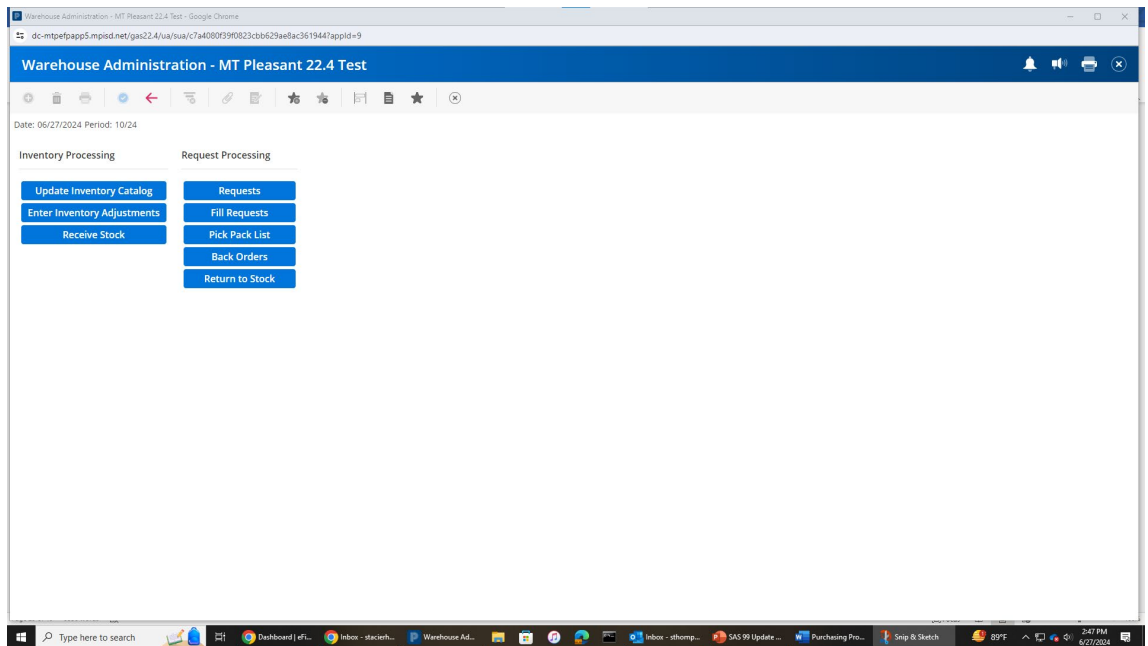 Warehouse Administration - MT Pleasant 22.4 Test - Google Chrome
dc-mtpefpapp5.mpisd.net/gas22.4/ua/sua/c7a4080f39f0823cbb629ae8ac361944?appId=9
Warehouse Administration - MT Pleasant 22.4 Test
Date: 06/27/2024 Period: 10/24
Inventory Processing Request Processing
Update Inventory Catalog Requests
Enter Inventory Adjustments Fill Requests
Receive Stock Pick Pack List
Back Orders
Return to Stock
Type here to search Dashboard | eFi... Inbox - stacierh... Warehouse Ad... Inbox - sthomp... SAS 99 Update ... Purchasing Pro... Snip & Sketch 89°F 2:47 PM
6/27/2024